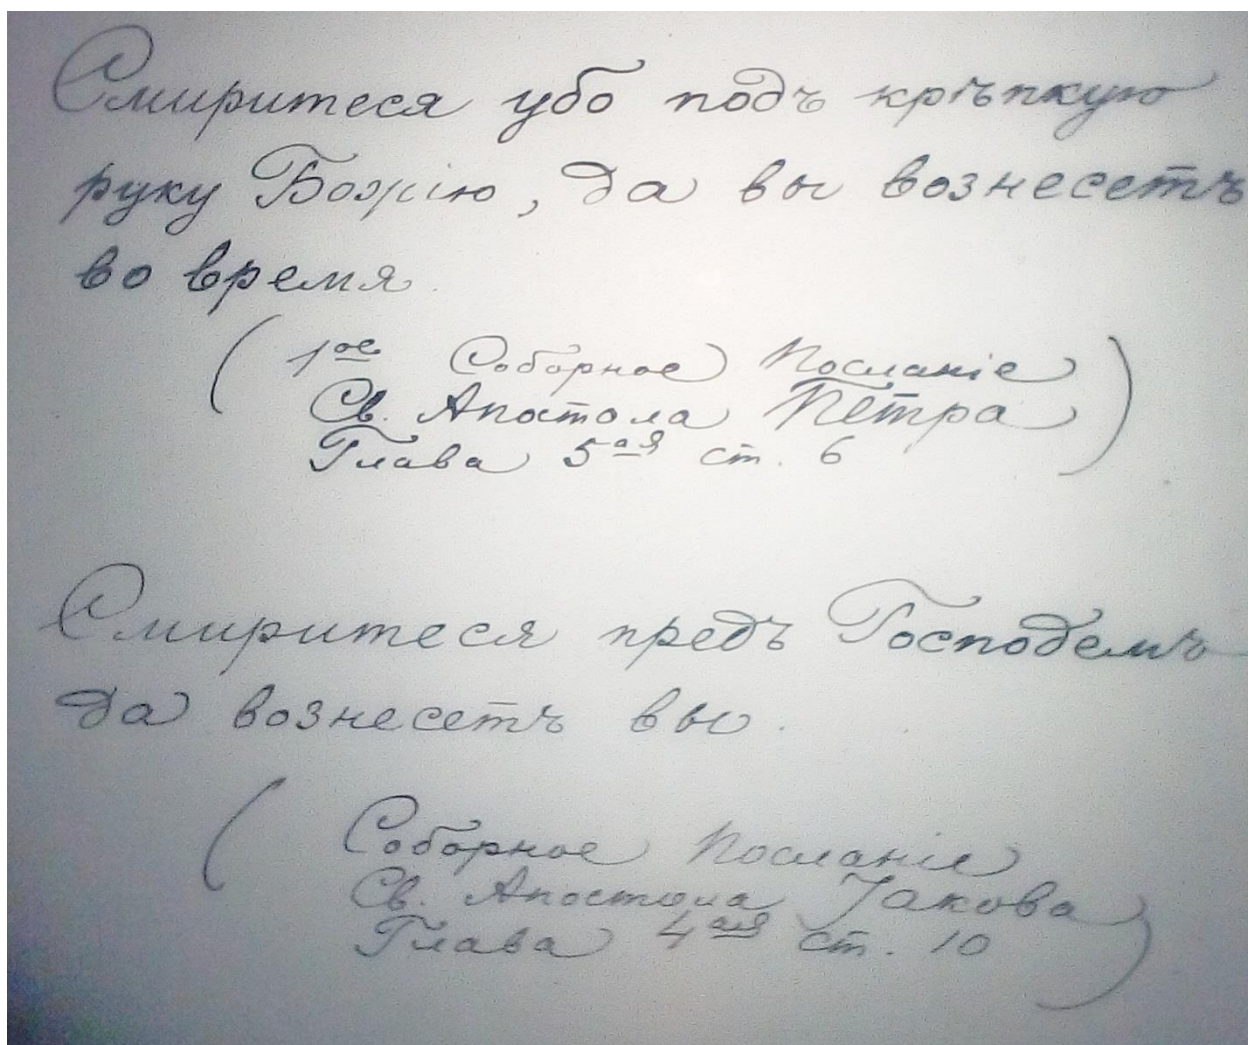 Смиритеся убо подъ крѣпкую
руку Божію, да вы вознесетъ
во время.
( 1ое Соборное Посланіе
Св. Апостола Петра )
Глава 5ая ст. 6
Смиритеся предъ Господемъ
да вознесетъ вы.
( Соборное Посланіе
Св. Апостола Іакова )
Глава 4ая ст. 10